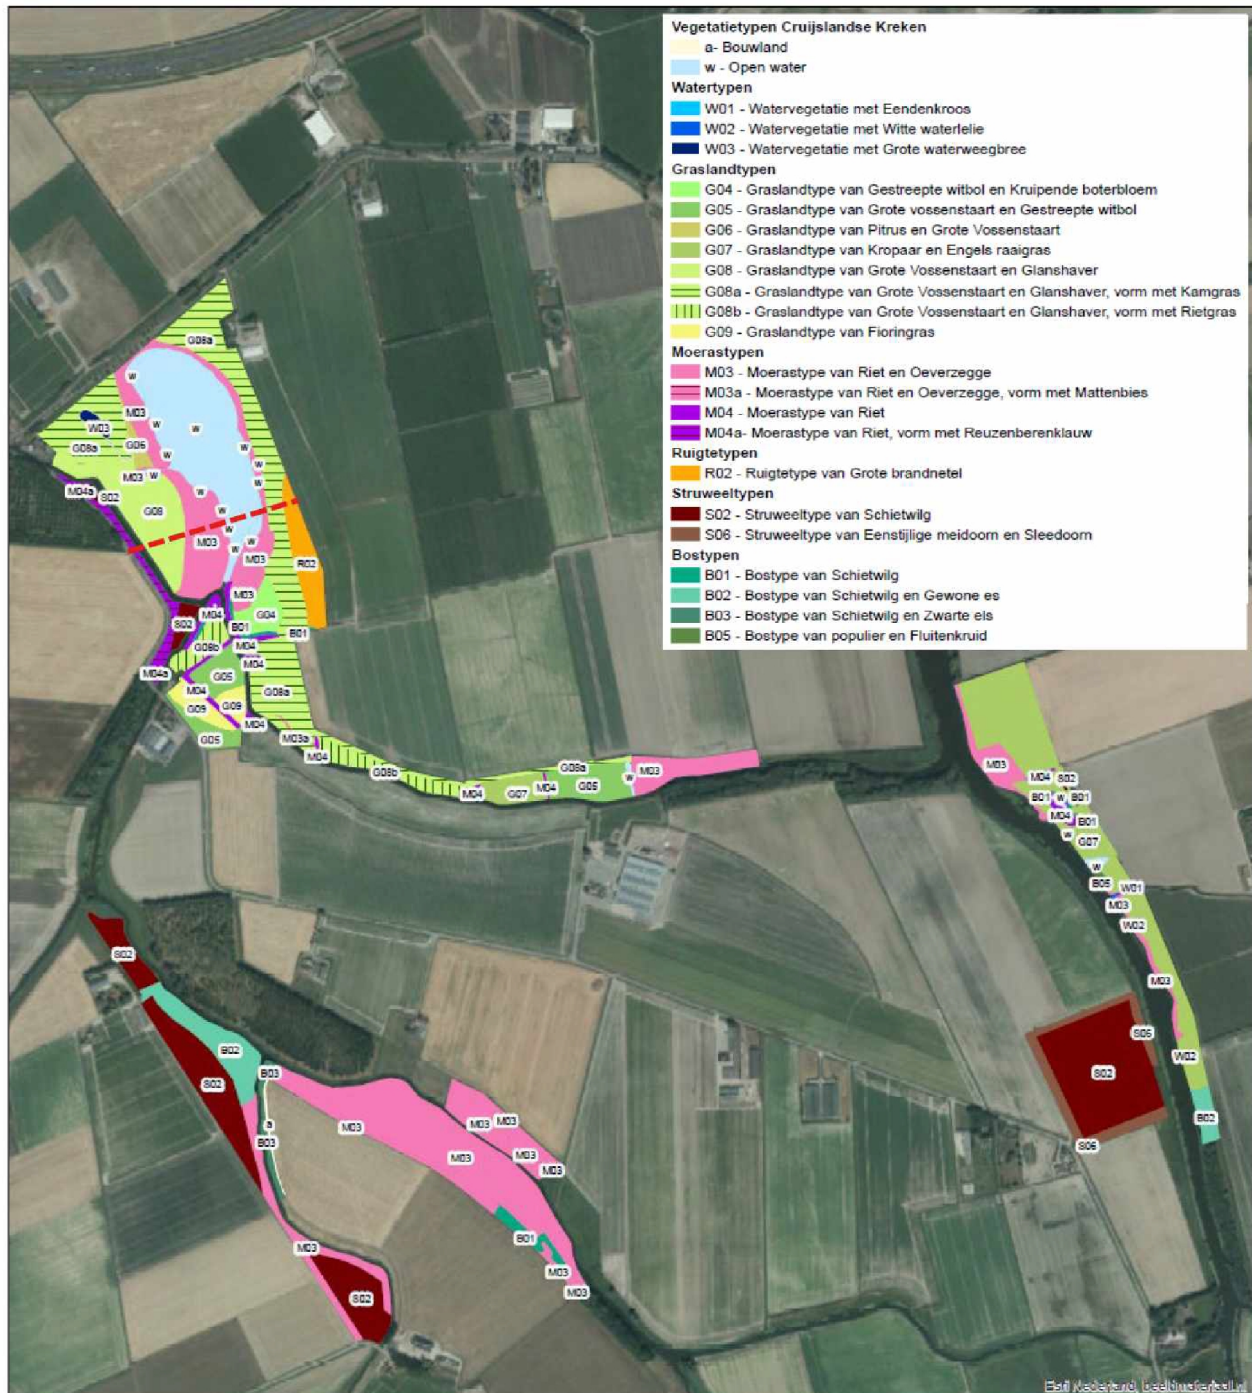 Vegetatietypen Cruijslandse Kreken
a- Bouwland
w - Open water
Watertypen
W01 - Watervegetatie met Eendenkroos
W02 - Watervegetatie met Witte waterlelie
W03 - Watervegetatie met Grote waterweegbree
Graslandtypen
G04 - Graslandtype van Gestreepte witbol en Kruipende boterbloem
G05 - Graslandtype van Grote vossenstaart en Gestreepte witbol
G06 - Graslandtype van Pitrus en Grote Vossenstaart
G07 - Graslandtype van Kropaar en Engels raaigras
G08 - Graslandtype van Grote Vossenstaart en Glanshaver
G08a - Graslandtype van Grote Vossenstaart en Glanshaver, vorm met Kamgras
G08b - Graslandtype van Grote Vossenstaart en Glanshaver, vorm met Rietgras
G09 - Graslandtype van Fioringras
Moerastypen
M03 - Moerastype van Riet en Oeverzegge
M03a - Moerastype van Riet en Oeverzegge, vorm met Mattenbies
M04 - Moerastype van Riet
M04a- Moerastype van Riet, vorm met Reuzenberenklauw
Ruigtetypen
R02 - Ruigtetype van Grote brandnetel
Struweeltypen
S02 - Struweeltype van Schietwilg
S06 - Struweeltype van Eenstijlige meidoorn en Sleedoorn
Bostypen
B01 - Bostype van Schietwilg
B02 - Bostype van Schietwilg en Gewone es
B03 - Bostype van Schietwilg en Zwarte els
B05 - Bostype van populier en Fluitenkruid
G08a
w
w
M03
w
w
W03
w
G06
w
G08a
w
w
M03
w
w
M04a
S02
w
G08
w
w
M03
w
w
M03
R02
M03
M04
G04
S02
B01
B01
G08b
M04
M04
M04a
G05
M04
G08a
G09
G09
M04
G05
M03a
M04
G08b
G08a
M03
w
M04
G07
M04
G05
M03
M04
S02
B01
w
B01
M04
B01
w
G07
w
B05
W01
M03
W02
M03
W02
B02
S06
S02
S06
S02
B02
S02
B03
a
B03
M03
M03
M03
M03
M03
M03
B01
M03
M03
M03
S02
Esri Nederland, beeldmateriaal.nl